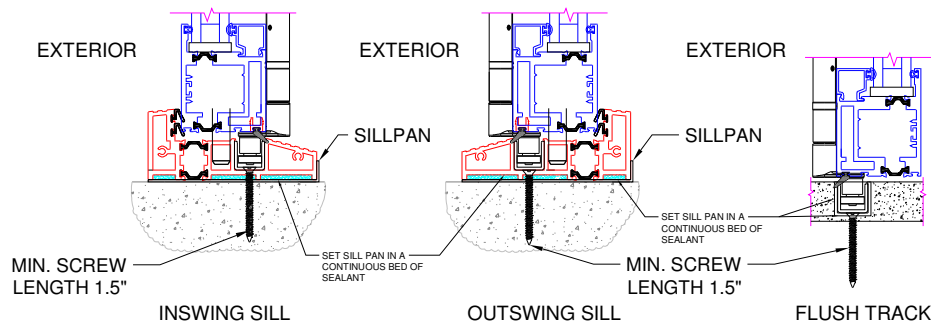 EXTERIOR
EXTERIOR
EXTERIOR
SILLPAN
SILLPAN
SET SILL PAN IN A
CONTINUOUS BED OF
SEALANT
SET SILL PAN IN A
CONTINUOUS BED OF
SEALANT
MIN. SCREW
LENGTH 1.5"
MIN. SCREW
LENGTH 1.5"
INSWING SILL
OUTSWING SILL
FLUSH TRACK